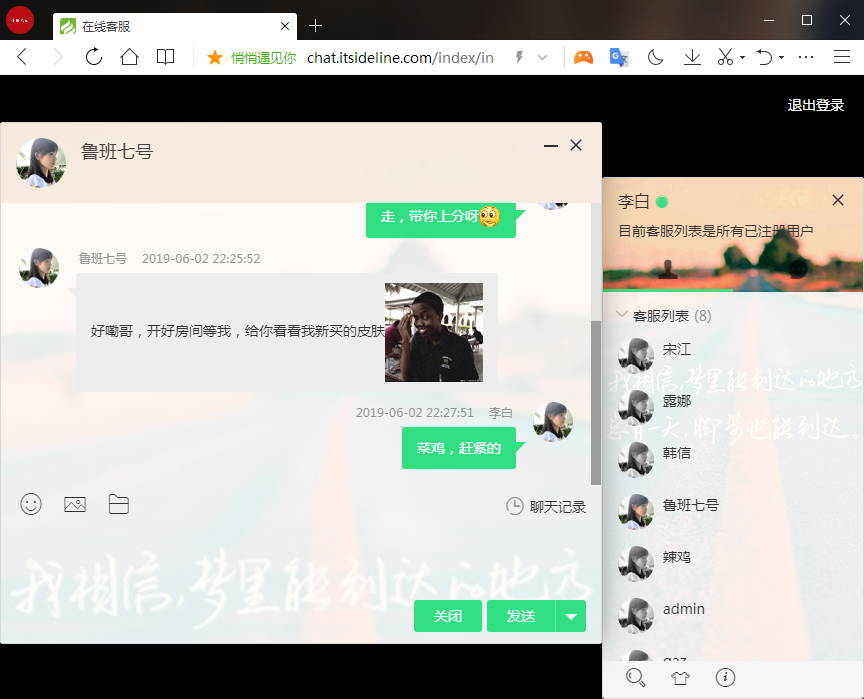 在线客服
悄悄遇见你
chat.itsideline.com/index/in
退出登录
鲁班七号
走，带你上分呀
鲁班七号 2019-06-02 22:25:52
好嘞哥，开好房间等我，给你看看我新买的皮肤
2019-06-02 22:27:51 李白
菜鸡，赶紧的
聊天记录
我相信,梦里能到达的地方
关闭
发送
李白
目前客服列表是所有已注册用户
客服列表 (8)
宋江
我相信,梦里能到达的地方
露娜
总有一天,脚步也能到达。
韩信
鲁班七号
辣鸡
admin